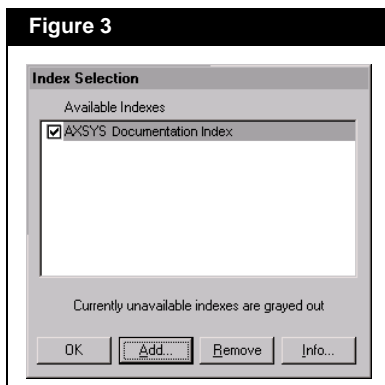 Figure 3
Index Selection
Available Indexes
AXSYS Documentation Index
Currently unavailable indexes are grayed out
OK Add... Remove Info...